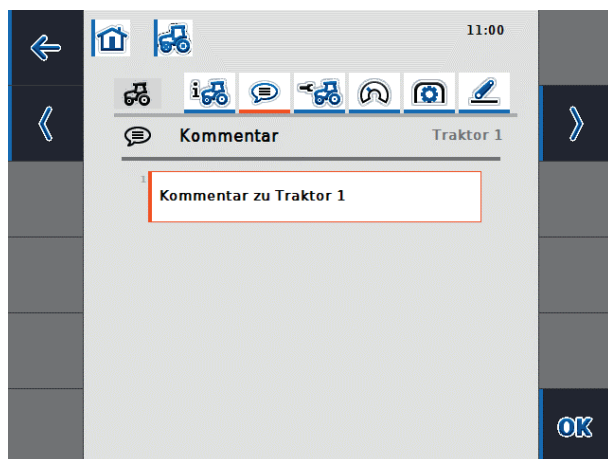 11:00
i
Kommentar
Traktor 1
1
Kommentar zu Traktor 1
OK